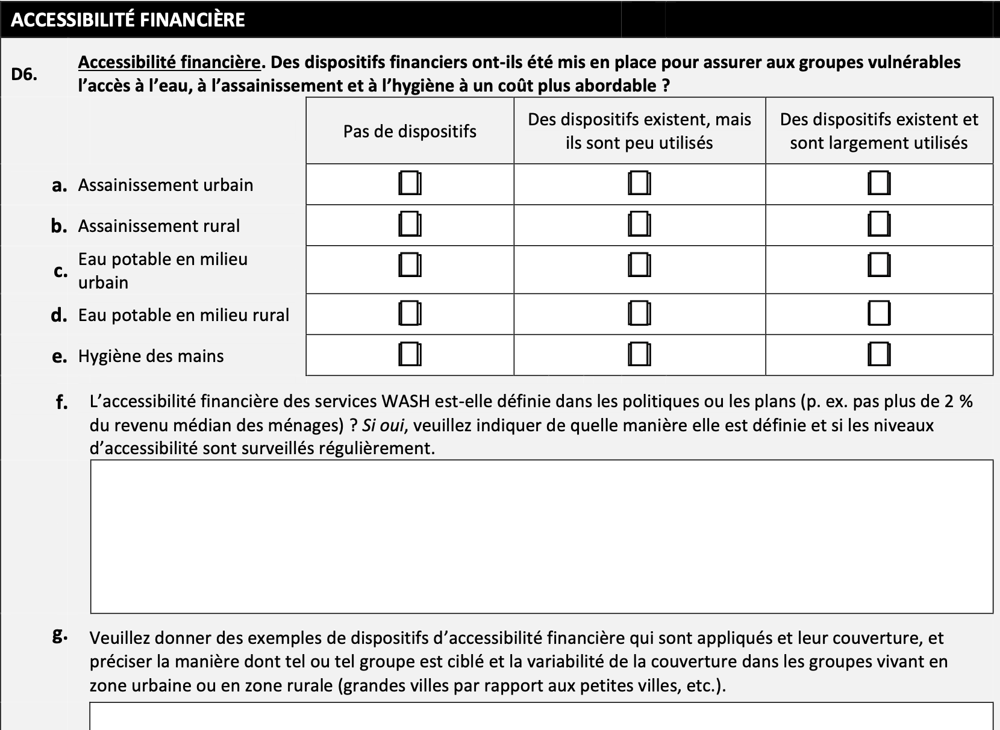 ACCESSIBILITÉ FINANCIÈRE
D6.
Accessibilité financière. Des dispositifs financiers ont-ils été mis en place pour assurer aux groupes vulnérables
l’accès à l’eau, à l’assainissement et à l’hygiène à un coût plus abordable ?
Pas de dispositifs
Des dispositifs existent, mais
ils sont peu utilisés
Des dispositifs existent et
sont largement utilisés
a. Assainissement urbain
b. Assainissement rural
c. Eau potable en milieu
urbain
d. Eau potable en milieu rural
e. Hygiène des mains
f. L’accessibilité financière des services WASH est-elle définie dans les politiques ou les plans (p. ex. pas plus de 2 %
du revenu médian des ménages) ? Si oui, veuillez indiquer de quelle manière elle est définie et si les niveaux
d’accessibilité sont surveillés régulièrement.
g. Veuillez donner des exemples de dispositifs d’accessibilité financière qui sont appliqués et leur couverture, et
préciser la manière dont tel ou tel groupe est ciblé et la variabilité de la couverture dans les groupes vivant en
zone urbaine ou en zone rurale (grandes villes par rapport aux petites villes, etc.).